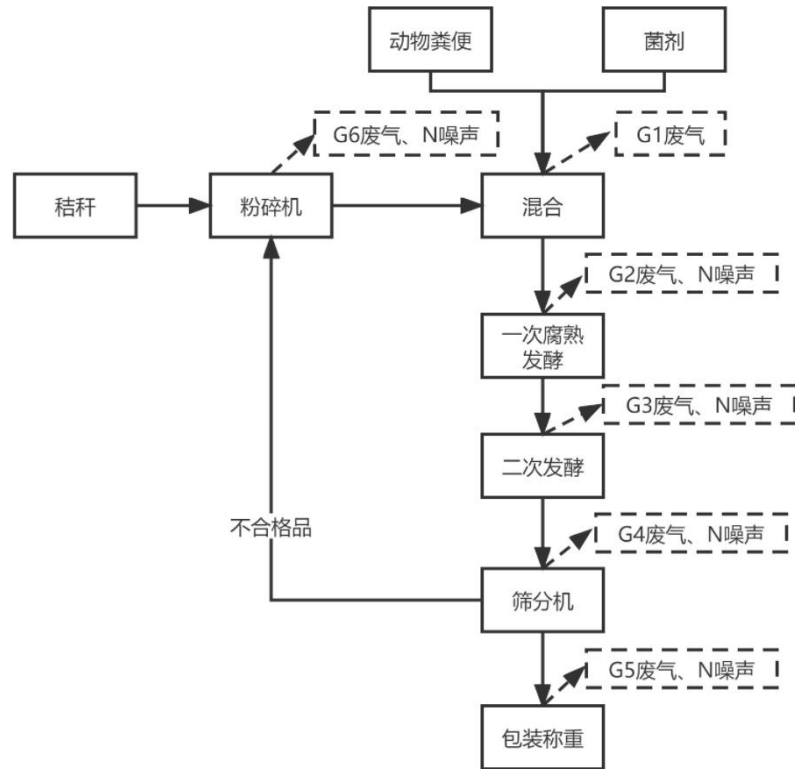 动物粪便
菌剂
G6废气、N噪声
G1废气
秸秆
粉碎机
混合
G2废气、N噪声
一次腐熟
发酵
G3废气、N噪声
二次发酵
不合格品
G4废气、N噪声
筛分机
G5废气、N噪声
包装称重